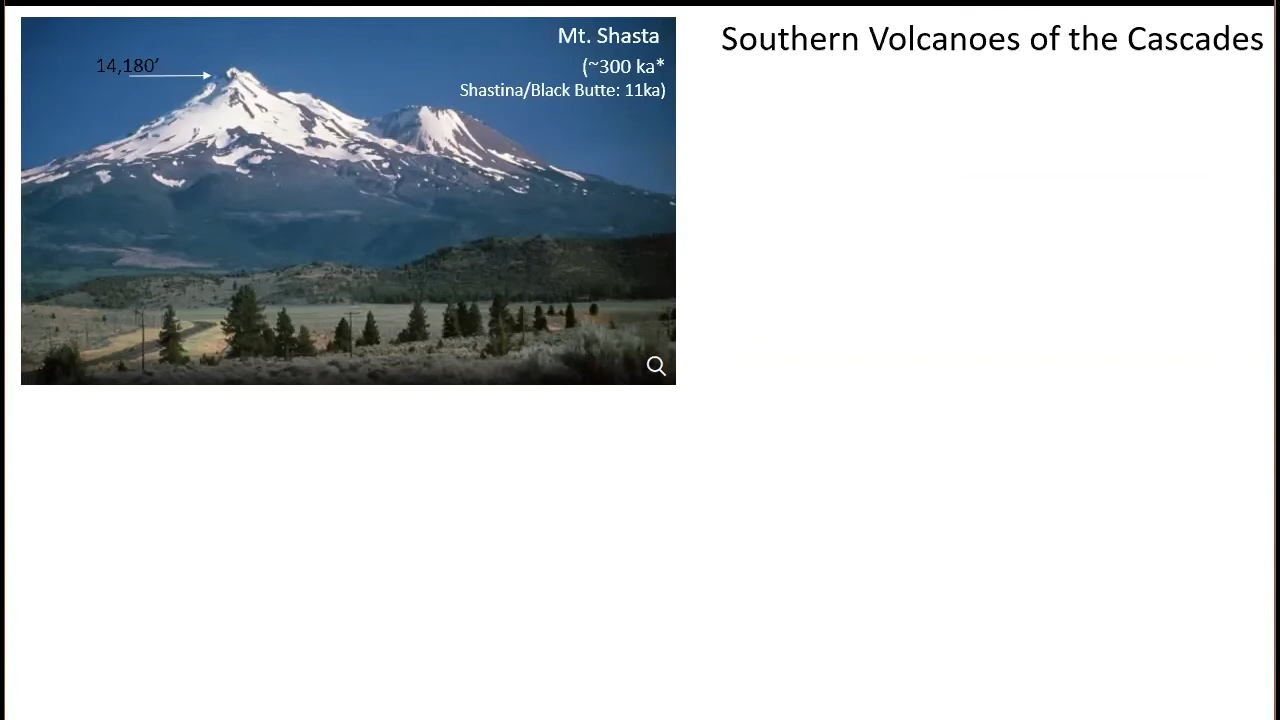 Mt. Shasta
(~300 ka*
Shastina/Black Butte: 11ka)
14,180’
Southern Volcanoes of the Cascades